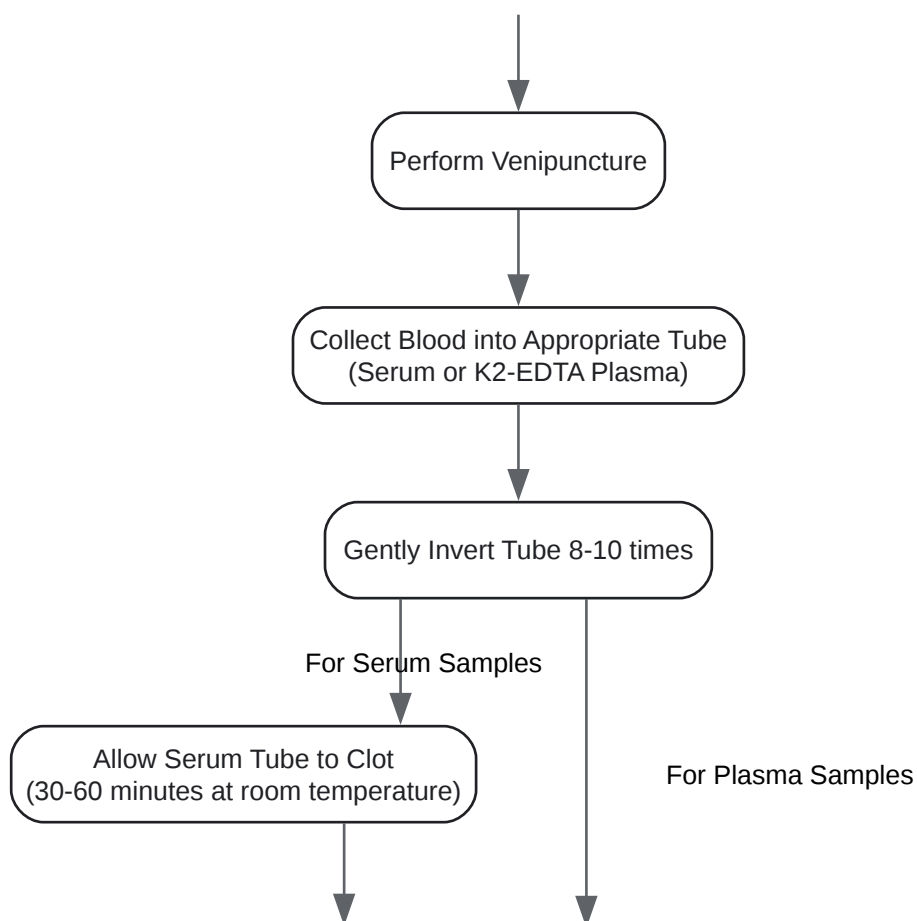 Perform Venipuncture
Collect Blood into Appropriate Tube
(Serum or K2-EDTA Plasma)
Gently Invert Tube 8-10 times
For Serum Samples
Allow Serum Tube to Clot
(30-60 minutes at room temperature)
For Plasma Samples